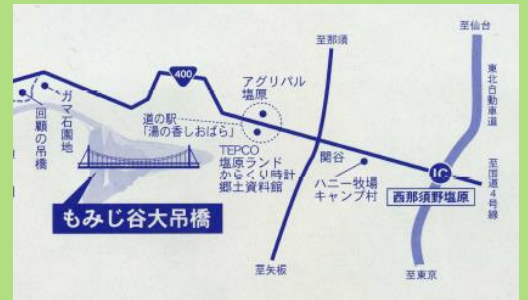 至仙台
至那須
東北自動車道
400
アグリパル
塩原
ガマ石園地
回顧の吊橋
道の駅
「湯の香しおばら」
TEPCO
塩原ランド
からくり時計
郷土資料館
関谷
ハニー牧場
キャンプ村
IC
西那須野塩原
至国道4号線
もみじ谷大吊橋
至矢板
至東京